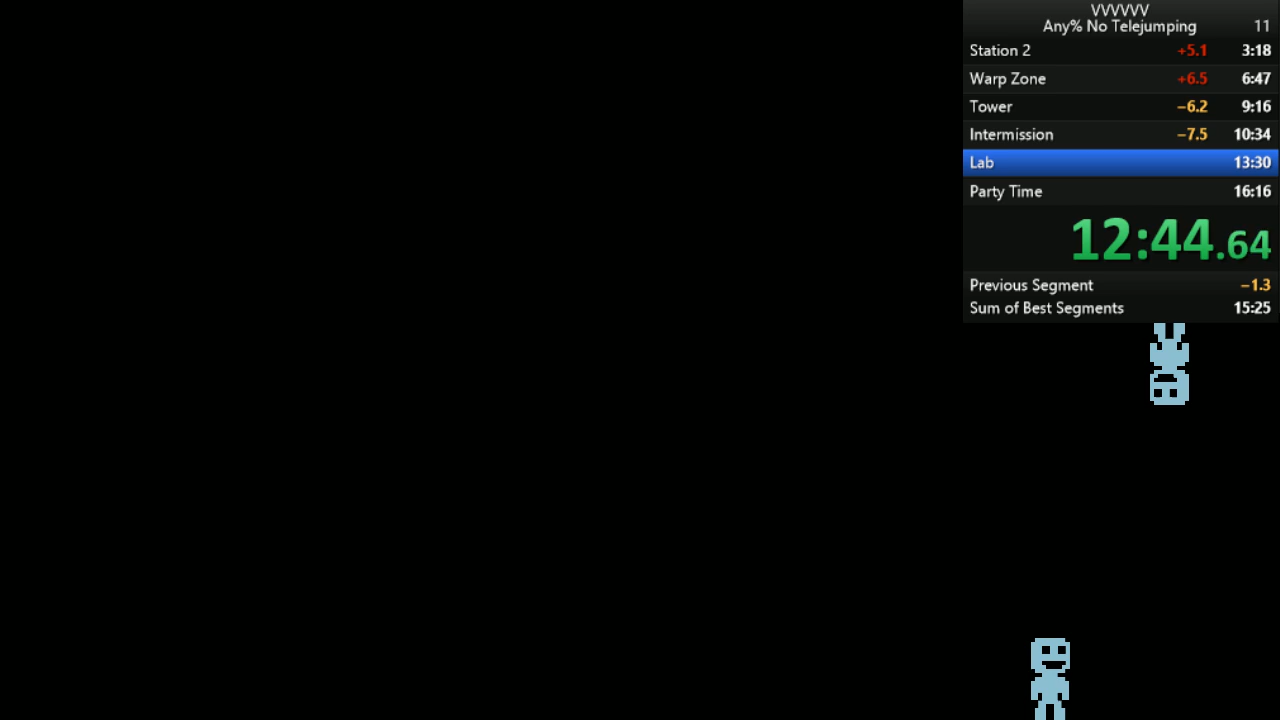 VVVVVV
Any% No Telejumping 11
Station 2 +5.1 3:18
Warp Zone +6.5 6:47
Tower −6.2 9:16
Intermission −7.5 10:34
Lab 13:30
Party Time 16:16
12:44.64
Previous Segment −1.3
Sum of Best Segments 15:25